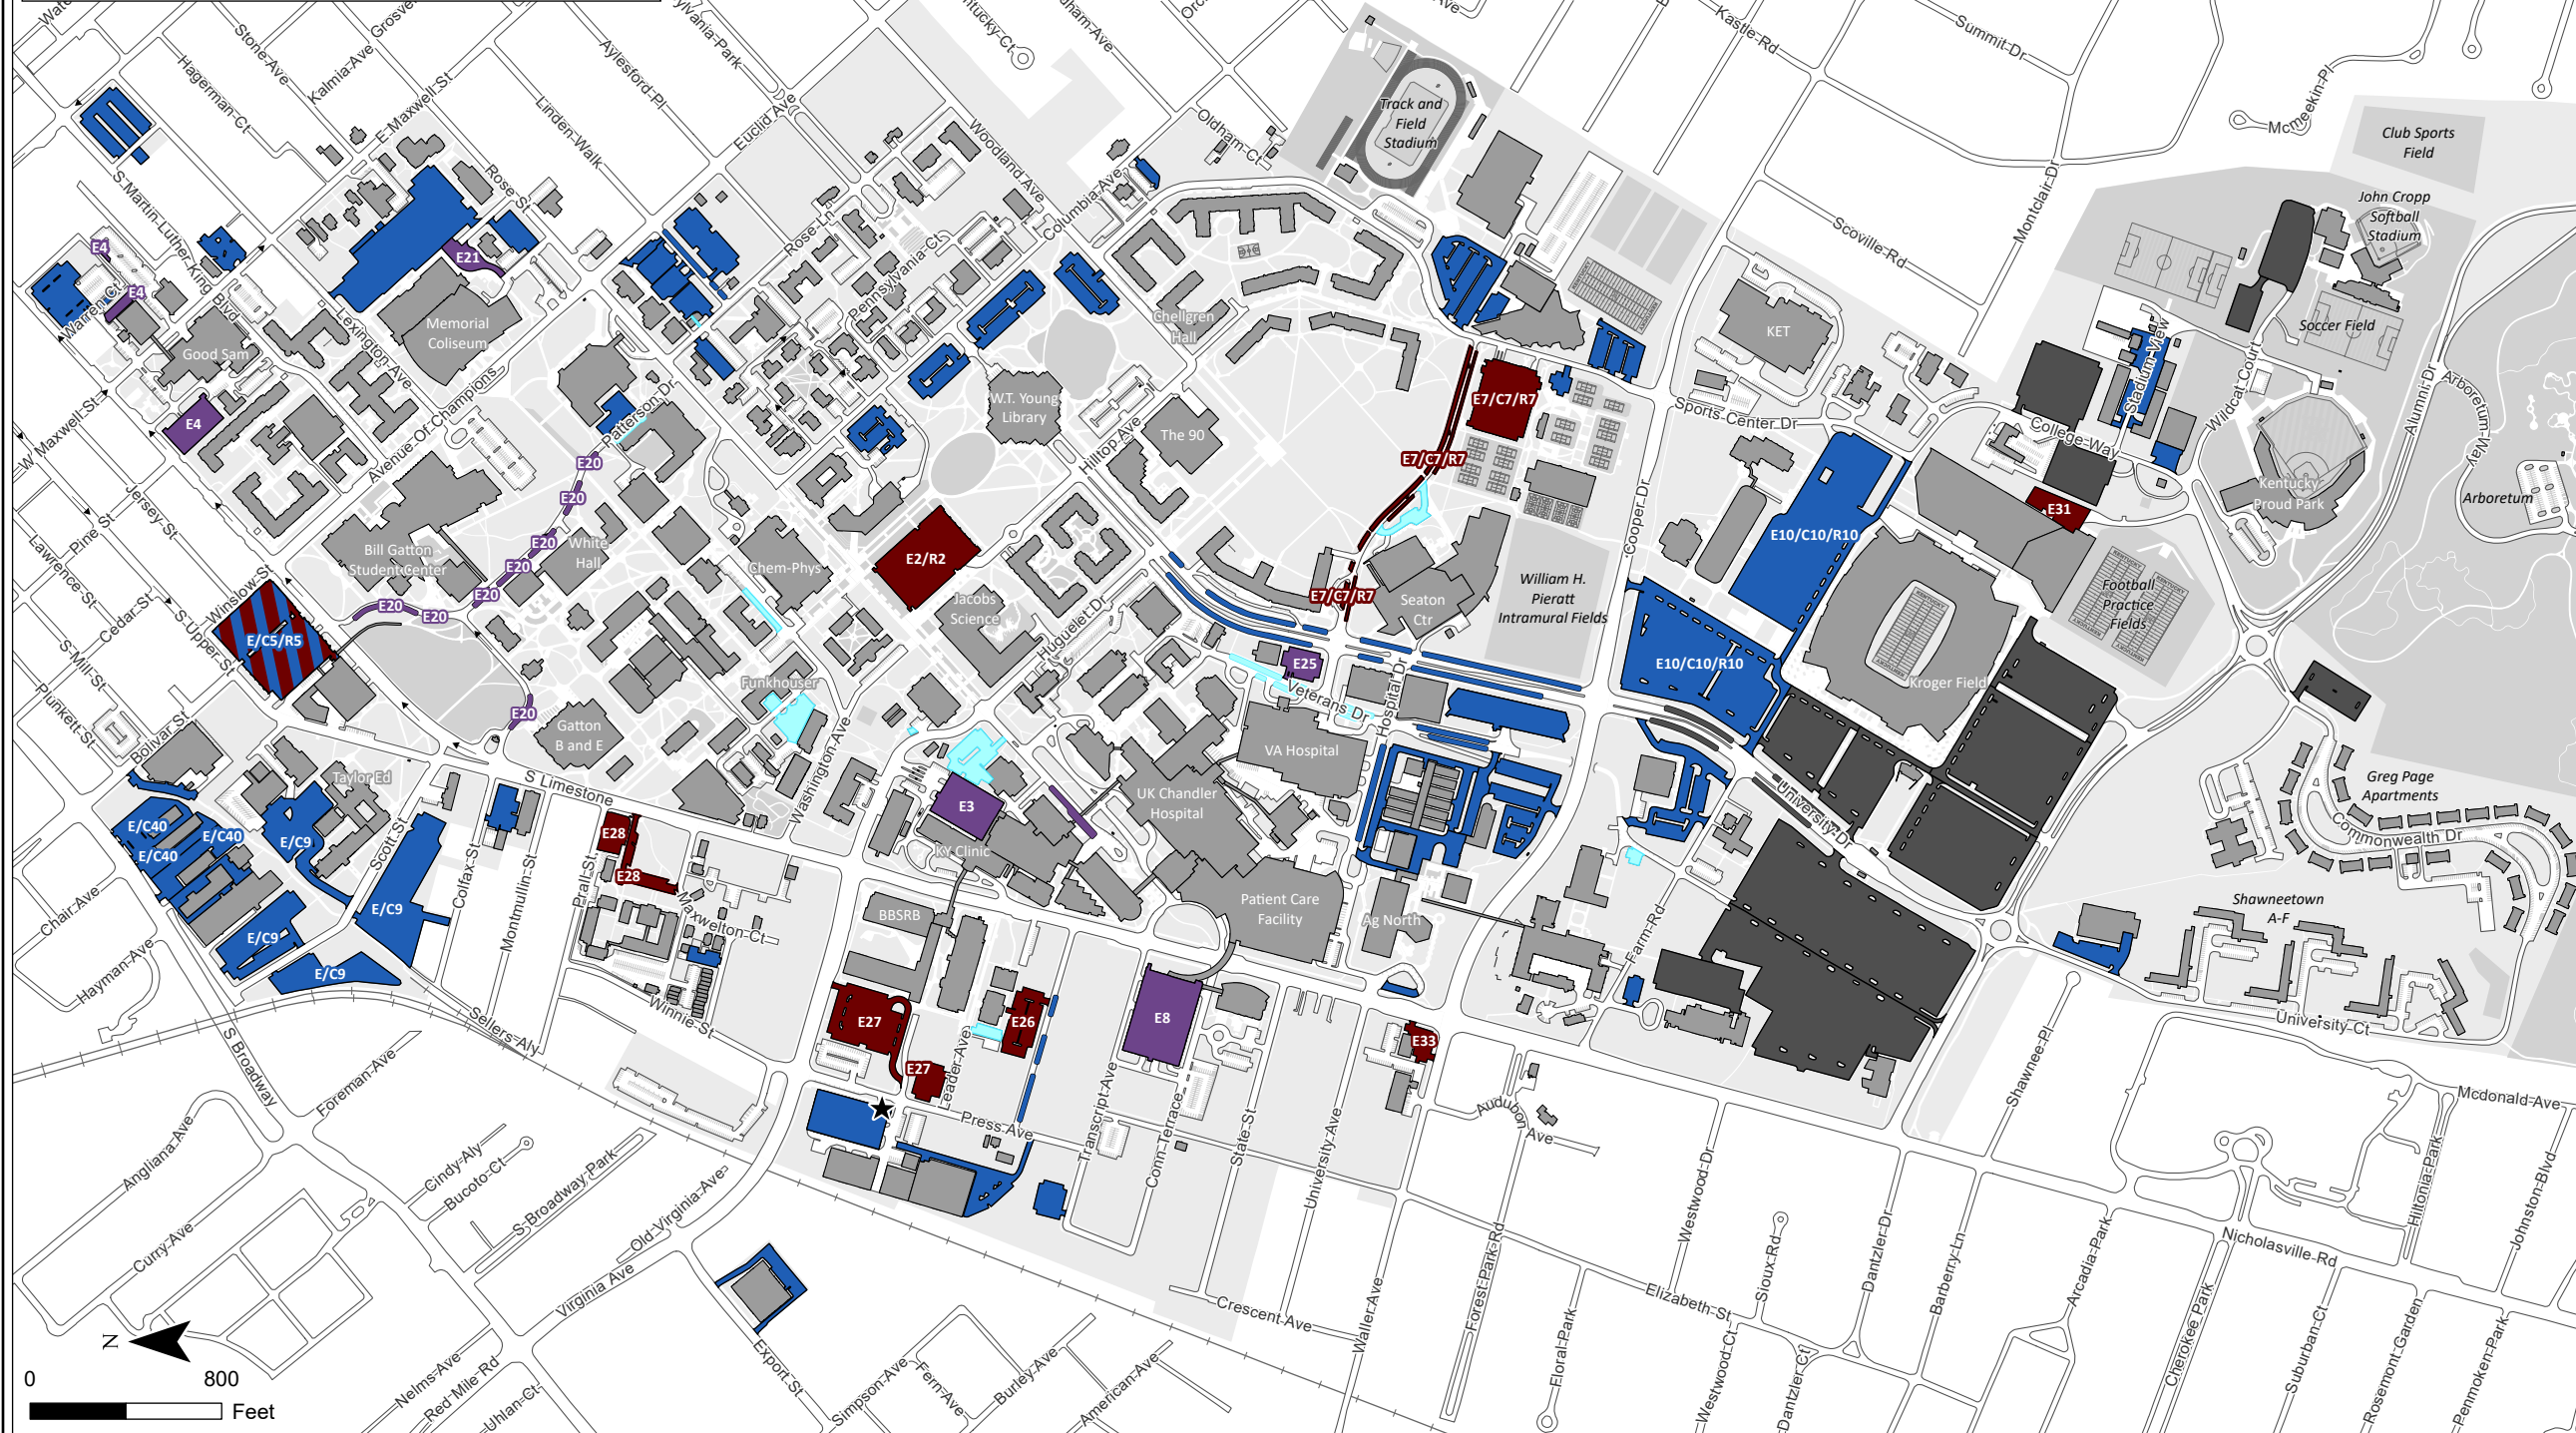 Stone-Ave
Grosve
Kalmia-Ave
Hagerman-Ct
E-Maxwell-St
Linden-Walk
Aylesford-Pl
ylvania-Park
Euclid Ave
ntucky-Ct
Woodland-Ave
Oldham-Ct
Columbia-Ave
Track and
Field
Stadium
Kastle-Rd
Summit-Dr
Mcmeekin-Pl
Club Sports
Field
John Cropp
Softball
Stadium
Soccer Field
Montclair-Dr
Scoville-Rd
S-Martin-Luther-King
Blvd
Rose-St
Rose-Ln
Pennsylvania-Ct
E4
E4
Warren-Ct
E21
Memorial
Coliseum
Good Sam
Lexington-Ave
E4
W Maxwell-St
Avenue-Of-Champions
Patterson-Dr
Chellgren
Hall
W.T. Young
Library
The 90
Hilltop-Ave
KET
Sports-Center-Dr
College-Way
Stadium-View
Wildcat-Court
Alumni-Dr
Arboretum-Way
Arboretum
Kentucky
Proud Park
E7/C7/R7
E7/C7/R7
E7/C7/R7
E31
E10/C10/R10
E10/C10/R10
Cooper-Dr
William H.
Pieratt
Intramural Fields
Seaton
Ctr
Football
Practice
Fields
Kroger Field
Jersey-St
Pine St
Lawrence-St
Cedar-St
S-Upper-St
Winslow-St
S-Mill-St
Plunkett-St
Bolivar-St
E/C5/R5
Bill Gatton
Student Center
E20
E20
E20
E20
E20
E20
E20
E20
White
Hall
Chem-Phys
E2/R2
Jacobs
Science
Huguelet-Dr
Funkhouser
Gatton
B and E
Washington-Ave
E25
Veterans Dr
Hospital-Dr
VA Hospital
UK Chandler
Hospital
E3
KY Clinic
Patient Care
Facility
Ag North
BBSRB
Taylor Ed
S Limestone
E/C40
E/C40
E/C40
E/C9
E/C9
E/C9
E/C9
Scott-St
Colfax-St
Montmullin-St
Prall-St
E28
E28
Maxwelton-Ct
Winnie-St
Chair-Ave
Hayman-Ave
S Broadway
Sellers-Aly
Foreman-Ave
Angliana-Ave
Curry-Ave
Cindy-Aly
Bucoto-Ct
S-Broadway-Park
Old-Virginia-Ave
Virginia Ave
Export-St
Nelms-Ave
Red-Mile-Rd
Uhlan-Ct
Simpson-Ave
Fern-Ave
Burley-Ave
American-Ave
Crescent-Ave
E27
E27
E26
E8
E33
Leader-Ave
Press-Ave
Transcript-Ave
Conn-Terrace
State-St
University-Ave
Waller-Ave
Audubon
Ave
Forest-Park-Rd
Floral-Park
Westwood-Dr
Westwood-Ct
Elizabeth-St
Sioux-Rd
Dantzler-Dr
Dantzler-Ct
Barberry-Ln
Arcadia-Park
Cherokee-Park
Suburban-Ct
Rosemont-Garden
Penmoken-Park
Nicholasville-Rd
Hiltonia-Park
Johnston-Blvd
Mcdonald-Ave
Shawnee-Pl
University-Ct
University-Dr
Farm-Rd
Greg Page
Apartments
Commonwealth-Dr
Shawneetown
A-F
N
0
800
Feet